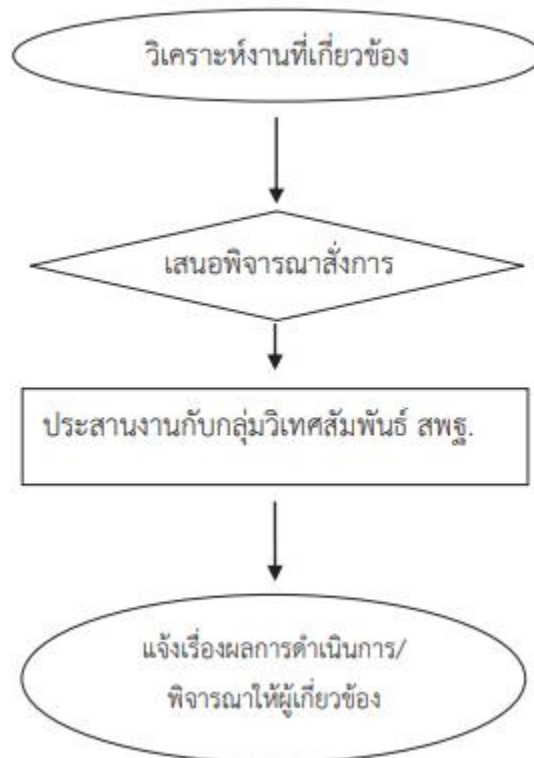 วิเคราะห์งานที่เกี่ยวข้อง
เสนอพิจารณาสั่งการ
ประสานงานกับกลุ่มวิเทศสัมพันธ์ สพฐ.
แจ้งเรื่องผลการดำเนินการ/
พิจารณาให้ผู้เกี่ยวข้อง